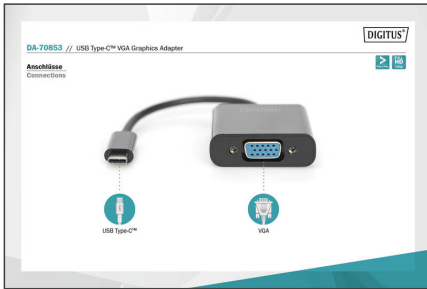 DIGITUS®
DA-70853 // USB Type-C™ VGA Graphics Adapter
Anschlüsse
Connections
USB Type-C™
VGA